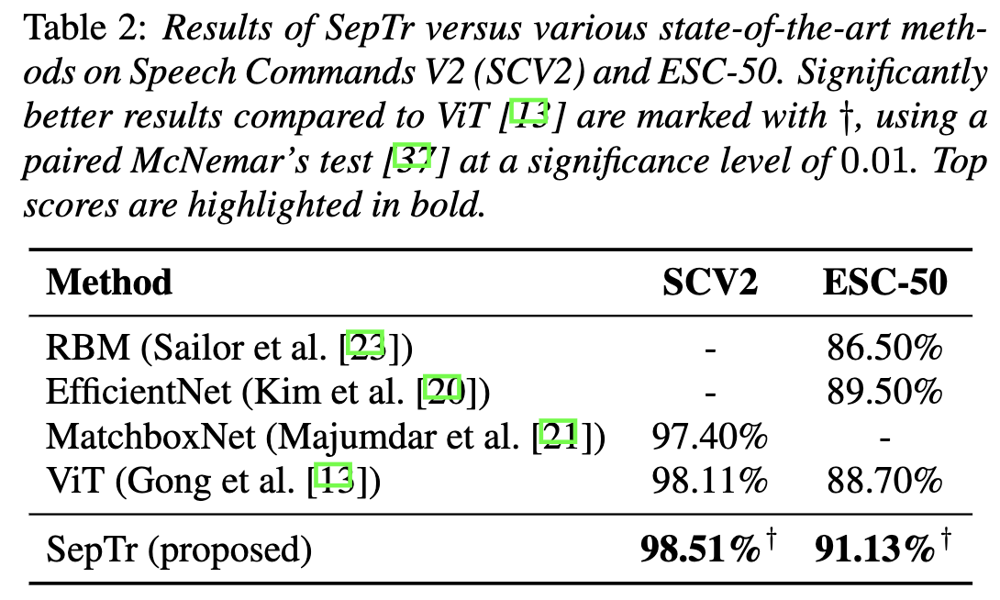 Table 2: Results of SepTr versus various state-of-the-art meth-
ods on Speech Commands V2 (SCV2) and ESC-50. Significantly
better results compared to ViT [13] are marked with †, using a
paired McNemar's test [37] at a significance level of 0.01. Top
scores are highlighted in bold.
Method SCV2 ESC-50
RBM (Sailor et al. [23]) - 86.50%
EfficientNet (Kim et al. [20]) - 89.50%
MatchboxNet (Majumdar et al. [21]) 97.40% -
ViT (Gong et al. [13]) 98.11% 88.70%
SepTr (proposed) 98.51%† 91.13%†